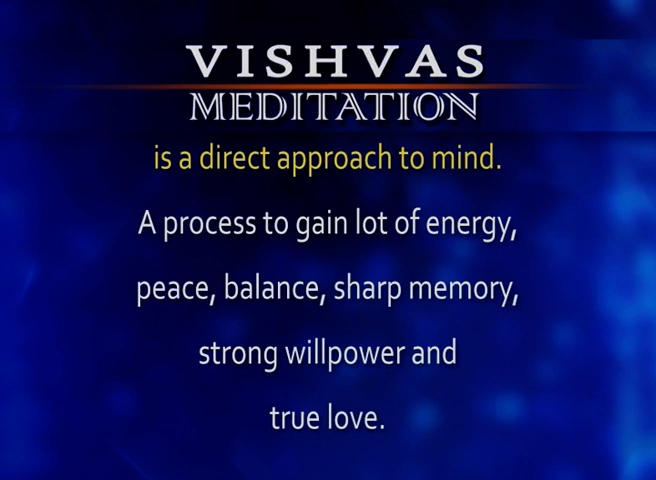 VISHVAS
MEDITATION
is a direct approach to mind.
A process to gain lot of energy,
peace, balance, sharp memory,
strong willpower and
true love.